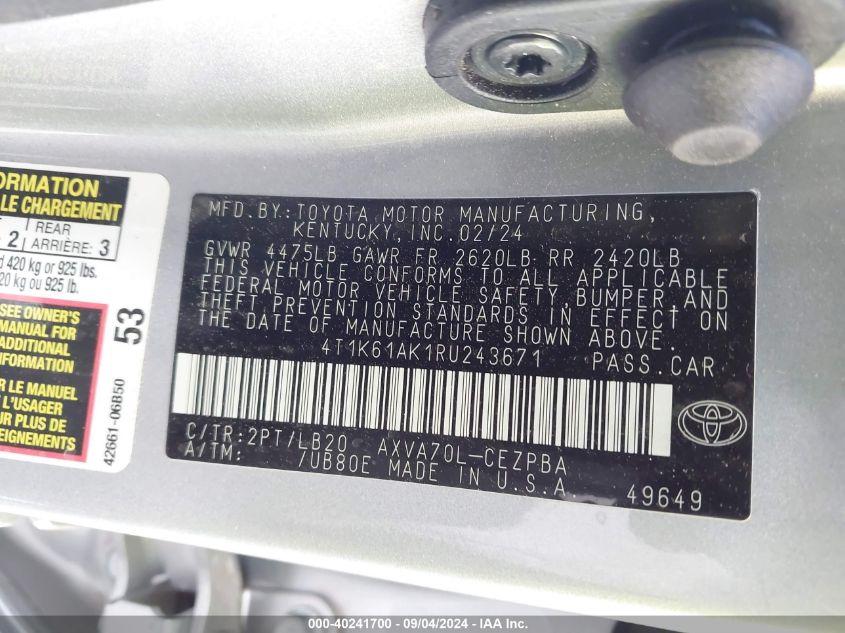 ORMATION
LE CHARGEMENT
2
REAR
ARRIÈRE: 3
d 420 kg or 925 lbs.
20 kg ou 925 lb.
SEE OWNER'S
MANUAL FOR
ADDITIONAL
INFORMATION
R LE MANUEL
L'USAGER
UR PLUS DE
EIGNEMENTS
53
42661-06B50
MFD.BY:TOYOTA MOTOR MANUFACTURING,
KENTUCKY,INC.02/24
GVWR 4475LB GAWR FR 2620LB RR 2420LB
THIS VEHICLE CONFORMS TO ALL APPLICABLE
FEDERAL MOTOR VEHICLE SAFETY,BUMPER,AND
THEFT PREVENTION STANDARDS IN EFFECT† ON
THE DATE OF MANUFACTURE SHOWN ABOVE.
4T1K61AK1RU243671 PASS.CAR
C/TR:2PT/LB20 AXVA70L-CEZPBA
A/TM: 7UB80E MADE IN U.S.A.
49649
000-40241700 - 09/04/2024 - IAA Inc.